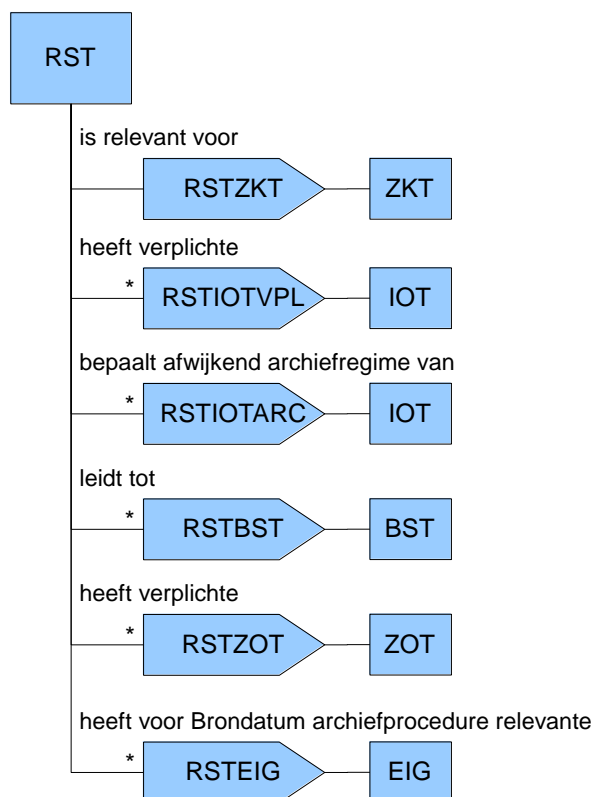 RST
is relevant voor
RSTZKT ZKT
heeft verplichte
* RSTIOTVPL IOT
bepaalt afwijkend archiefregime van
* RSTIOTARC IOT
leidt tot
* RSTBST BST
heeft verplichte
* RSTZOT ZOT
heeft voor Brondatum archiefprocedure relevante
* RSTEIG EIG